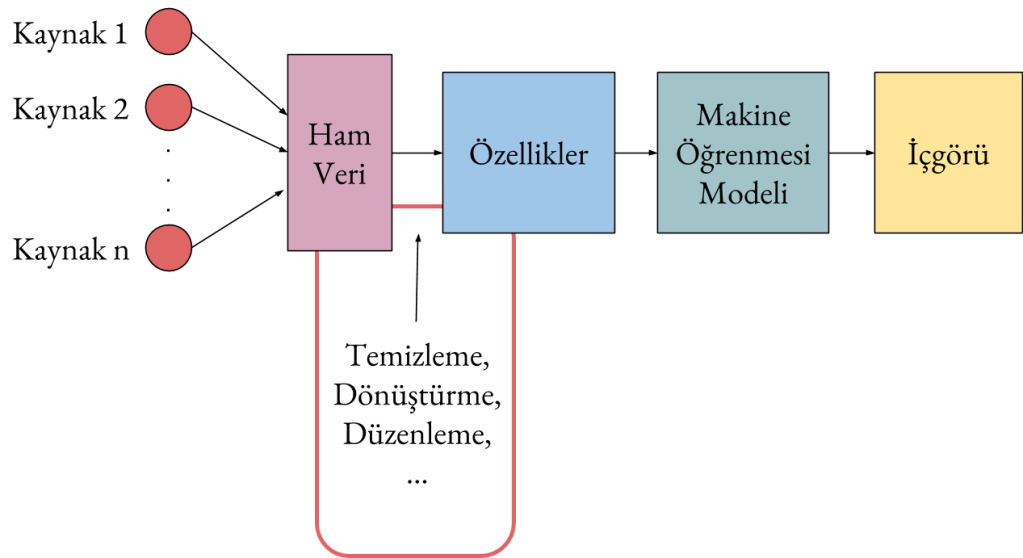 Kaynak 1
Kaynak 2
.
.
.
Kaynak n
Ham
Veri
Özellikler
Makine
Öğrenmesi
Modeli
İçgörü
Temizleme,
Dönüştürme,
Düzenleme,
...